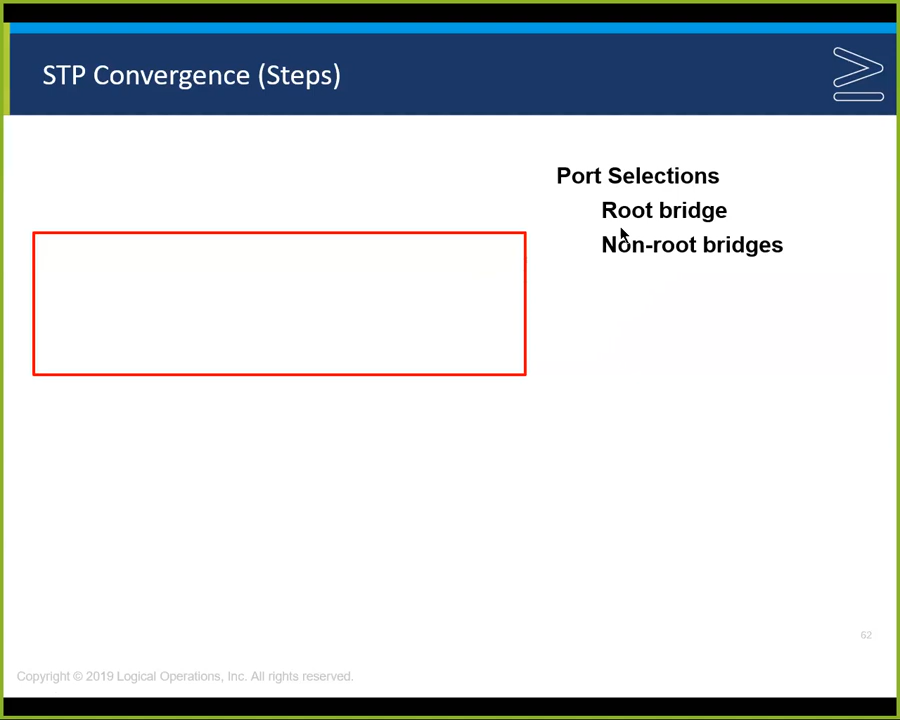 STP Convergence (Steps)
Port Selections
Root bridge
Non-root bridges
62
Copyright © 2019 Logical Operations, Inc. All rights reserved.